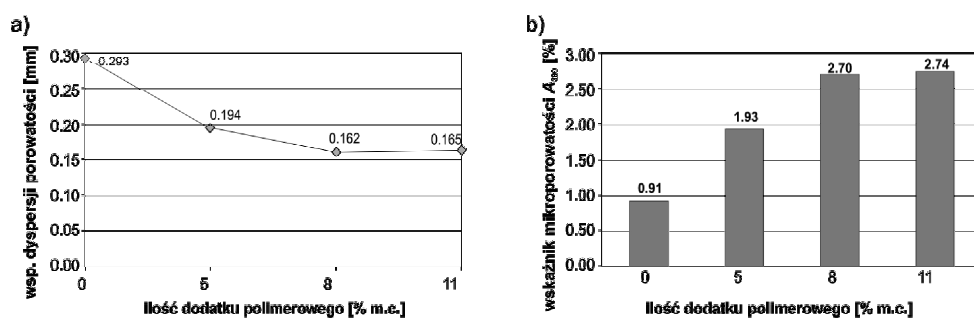 a)
wsp. dyspersji porowatości [mm]
0.30
0.25
0.20
0.15
0.10
0.05
0.00
0.293
0.194
0.162
0.165
0 5 8 11
ilość dodatku polimerowego [% m.c.]
b)
wskaźnik mikroporowatości A300 [%]
3.00
2.50
2.00
1.50
1.00
0.50
0.00
0.91
1.93
2.70
2.74
0 5 8 11
ilość dodatku polimerowego [% m.c.]